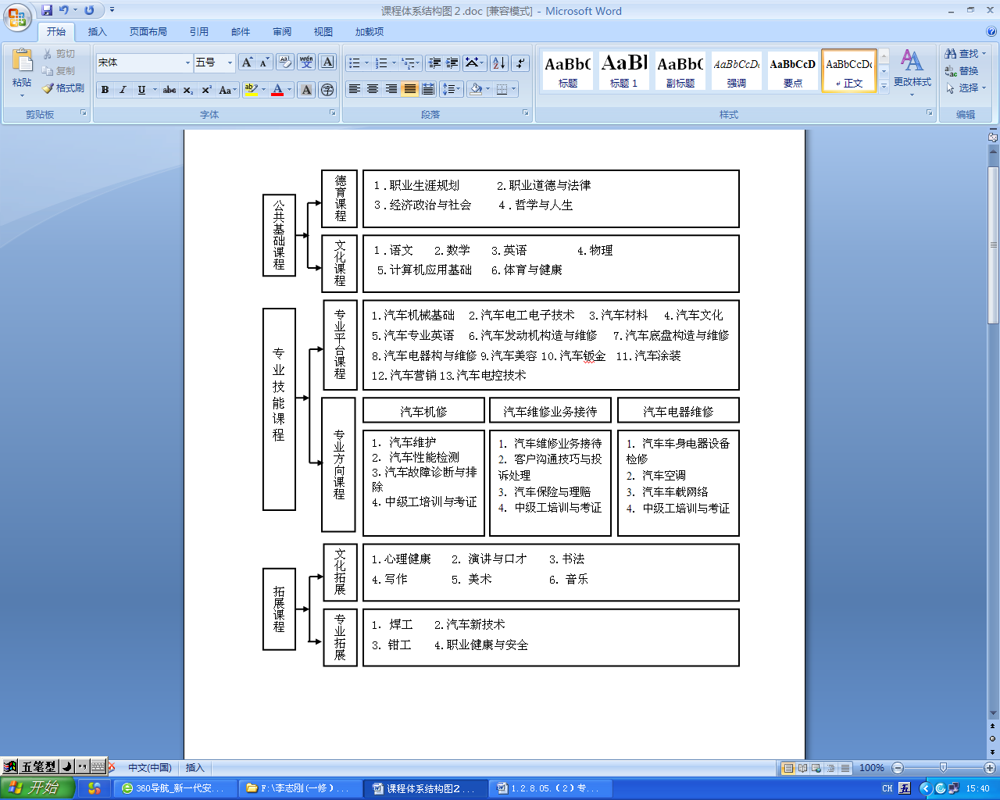 课程体系结构图２.doc [兼容模式] - Microsoft Word
开始 插入 页面布局 引用 邮件 审阅 视图 加载项
粘贴
剪切
复制
格式刷
剪贴板
宋体 五号
字体
段落
AaBbC 标题
AaBl 标题 1
AaBbC 副标题
AaBbCcDc 强调
AaBbCcD 要点
AaBbCcDc 正文
更改样式
样式
查找
替换
选择
编辑
公共基础课程
德育课程
１.职业生涯规划 2.职业道德与法律
３.经济政治与社会 ４.哲学与人生
文化课程
１.语文 2.数学 3.英语 4.物理
5.计算机应用基础 6.体育与健康
专业技能课程
专业平台课程
1.汽车机械基础 2.汽车电工电子技术 3.汽车材料 4.汽车文化
5.汽车专业英语 6.汽车发动机构造与维修 7.汽车底盘构造与维修
8.汽车电器构与维修 9.汽车美容 10.汽车钣金 11.汽车涂装
12.汽车营销 13.汽车电控技术
专业方向课程
汽车机修
1. 汽车维护
2. 汽车性能检测
3.汽车故障诊断与排
除
4.中级工培训与考证
汽车维修业务接待
1. 汽车维修业务接待
2. 客户沟通技巧与投
诉处理
3. 汽车保险与理赔
4. 中级工培训与考证
汽车电器维修
1. 汽车车身电器设备
检修
2. 汽车空调
3. 汽车车载网络
4. 中级工培训与考证
拓展课程
文化拓展
1.心理健康 2. 演讲与口才 3.书法
4.写作 5. 美术 6. 音乐
专业拓展
1. 焊工 2.汽车新技术
3. 钳工 4.职业健康与安全
五笔型
中文(中国) 插入
100%
开始
360导航_新一代安...
F:\李志刚(一修)...
课程体系结构图２...
1.2.8.05.（2）专...
CH 五
15:40